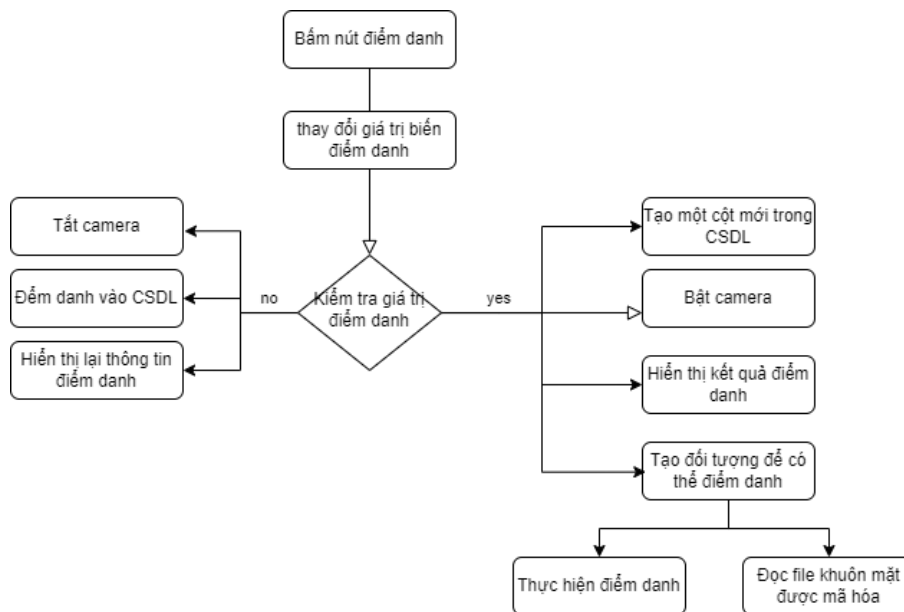 Bấm nút điểm danh
thay đổi giá trị biến
điểm danh
Tắt camera
Đểm danh vào CSDL
Hiển thị lại thông tin
điểm danh
no
Kiểm tra giá trị
điểm danh
yes
Tạo một cột mới trong
CSDL
Bật camera
Hiển thị kết quả điểm
danh
Tạo đối tượng để có
thể điểm danh
Thực hiện điểm danh
Đọc file khuôn mặt
được mã hóa